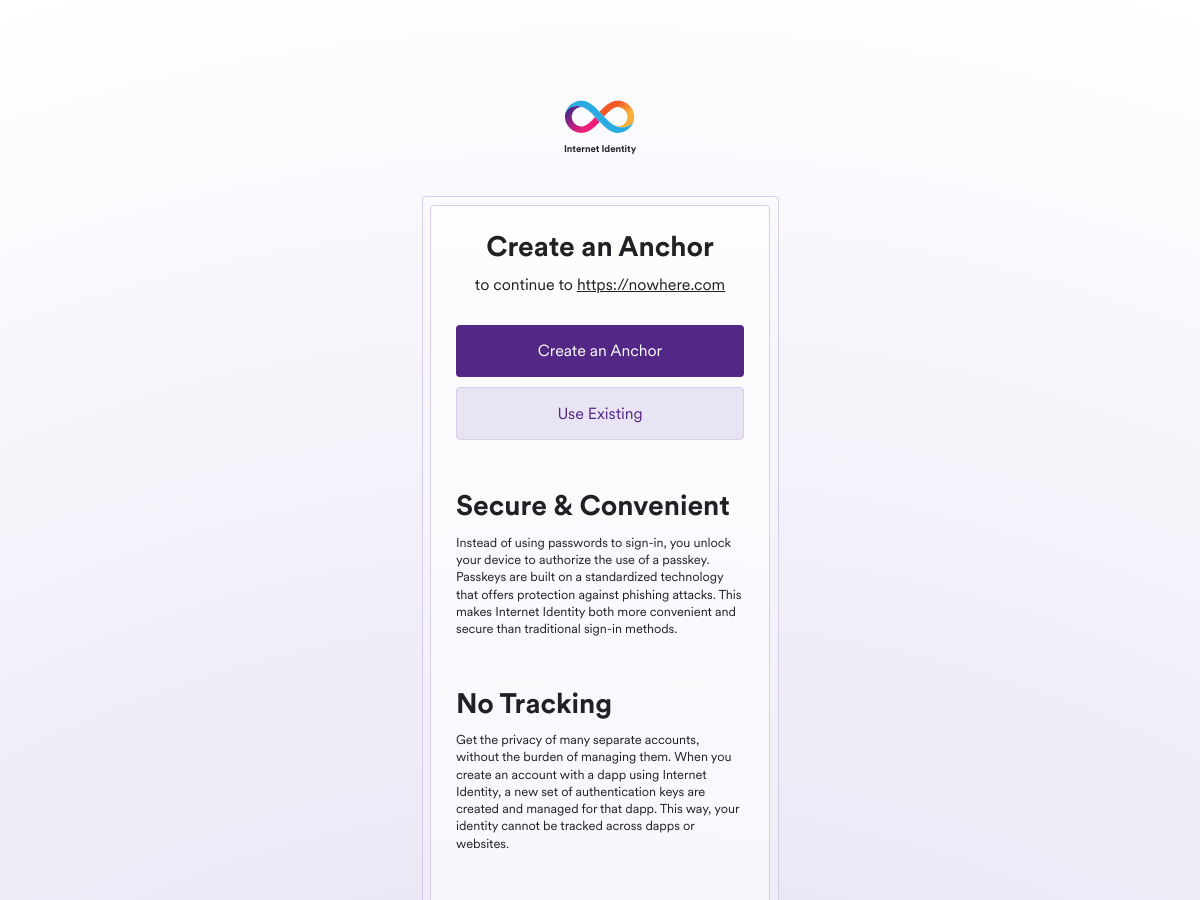 Internet Identity
Create an Anchor
to continue to https://nowhere.com
Create an Anchor
Use Existing
Secure & Convenient
Instead of using passwords to sign-in, you unlock
your device to authorize the use of a passkey.
Passkeys are built on a standardized technology
that offers protection against phishing attacks. This
makes Internet Identity both more convenient and
secure than traditional sign-in methods.
No Tracking
Get the privacy of many separate accounts,
without the burden of managing them. When you
create an account with a dapp using Internet
Identity, a new set of authentication keys are
created and managed for that dapp. This way, your
identity cannot be tracked across dapps or
websites.